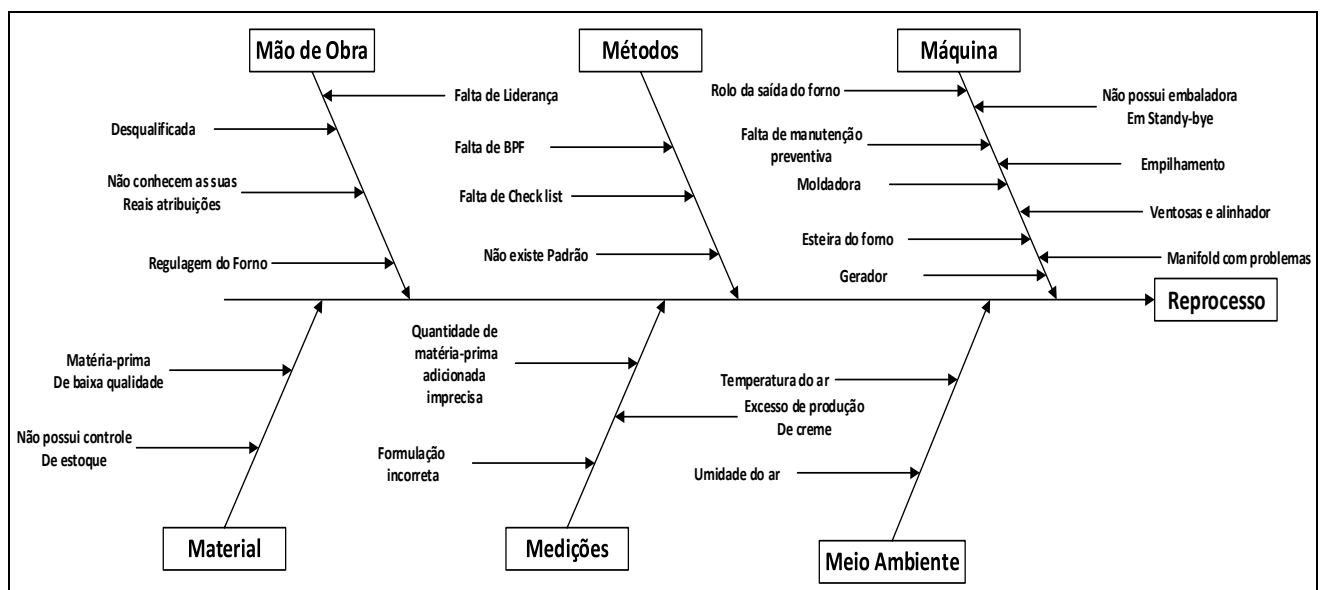 Mão de Obra
Métodos
Máquina
Falta de Liderança
Desqualificada
Não conhecem as suas
Reais atribuições
Regulagem do Forno
Falta de BPF
Falta de Check list
Não existe Padrão
Rolo da saída do forno
Não possui embaladora
Em Standy-bye
Falta de manutenção
preventiva
Empilhamento
Moldadora
Ventosas e alinhador
Esteira do forno
Manifold com problemas
Gerador
Reprocesso
Matéria-prima
De baixa qualidade
Não possui controle
De estoque
Quantidade de
matéria-prima
adicionada
imprecisa
Excesso de produção
De creme
Formulação
incorreta
Temperatura do ar
Umidade do ar
Material
Medições
Meio Ambiente